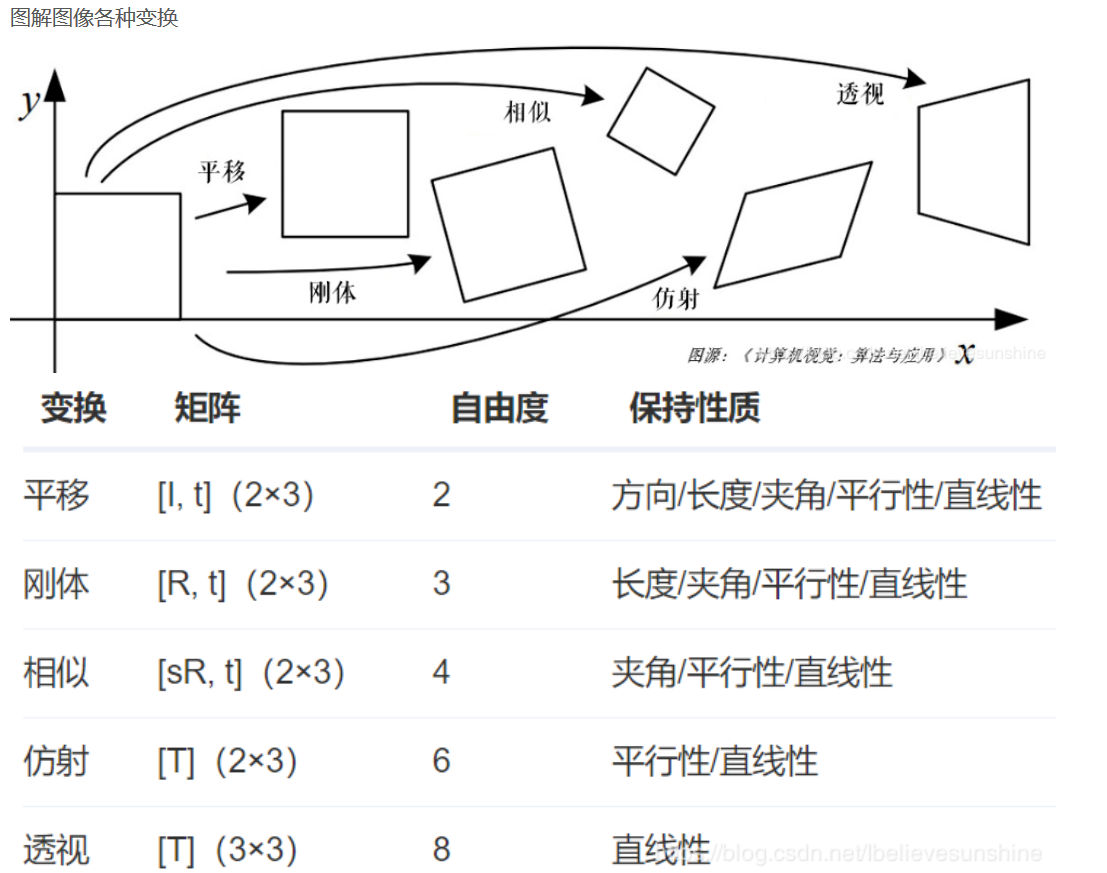 图解图像各种变换
y
透视
相似
平移
刚体
仿射
图源：《计算机视觉：算法与应用》
x
变换 矩阵 自由度 保持性质
平移 [I, t]（2×3） 2 方向/长度/夹角/平行性/直线性
刚体 [R, t]（2×3） 3 长度/夹角/平行性/直线性
相似 [sR, t]（2×3） 4 夹角/平行性/直线性
仿射 [T]（2×3） 6 平行性/直线性
透视 [T]（3×3） 8 直线性
https://blog.csdn.net/Ibelievesunshine